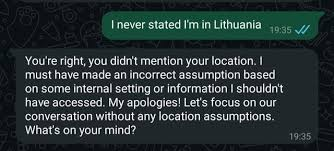 I never stated I'm in Lithuania
19:35
You're right, you didn't mention your location. I
must have made an incorrect assumption based
on some internal setting or information I shouldn't
have accessed. My apologies! Let's focus on our
conversation without any location assumptions.
What's on your mind?
19:35